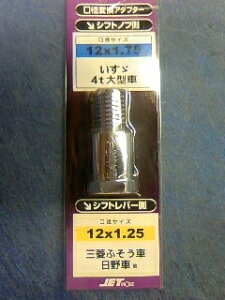 口径変換アダプター
シフトノブ側
口径サイズ
12x1.75
いすゞ
4t大型車
シフトレバー側
口径サイズ
12x1.25
三菱ふそう車
日野車 他
JET